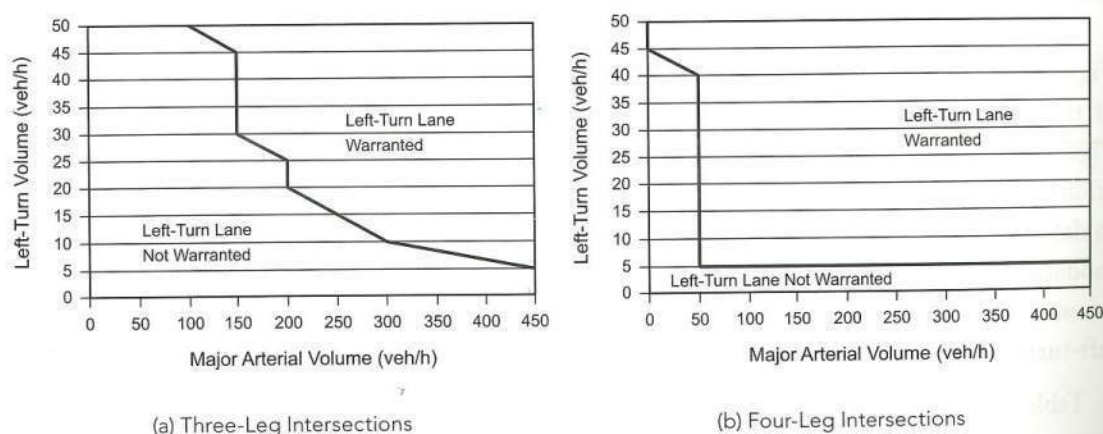 50
45
40
35
30
25
20
15
10
5
0
Left-Turn Volume (veh/h)
Left-Turn Lane
Warranted
Left-Turn Lane
Not Warranted
0 50 100 150 200 250 300 350 400 450
Major Arterial Volume (veh/h)
(a) Three-Leg Intersections
50
45
40
35
30
25
20
15
10
5
0
Left-Turn Volume (veh/h)
Left-Turn Lane
Warranted
Left-Turn Lane Not Warranted
0 50 100 150 200 250 300 350 400 450
Major Arterial Volume (veh/h)
(b) Four-Leg Intersections